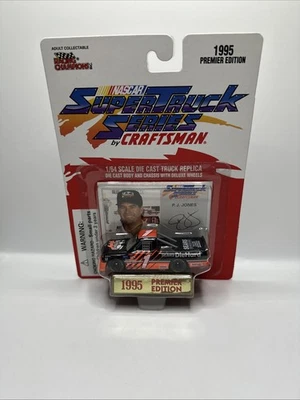 ADULT COLLECTIBLE
RACING
CHAMPIONS
1995
PREMIER EDITION
NASCAR
SUPERTRUCK
SERIES
by CRAFTSMAN
1/64 SCALE DIE CAST TRUCK REPLICA
DIE CAST BODY AND CHASSIS WITH DELUXE WHEELS
P.J. JONES
WARNING:
DieHard
1995 PREMIER
EDITION